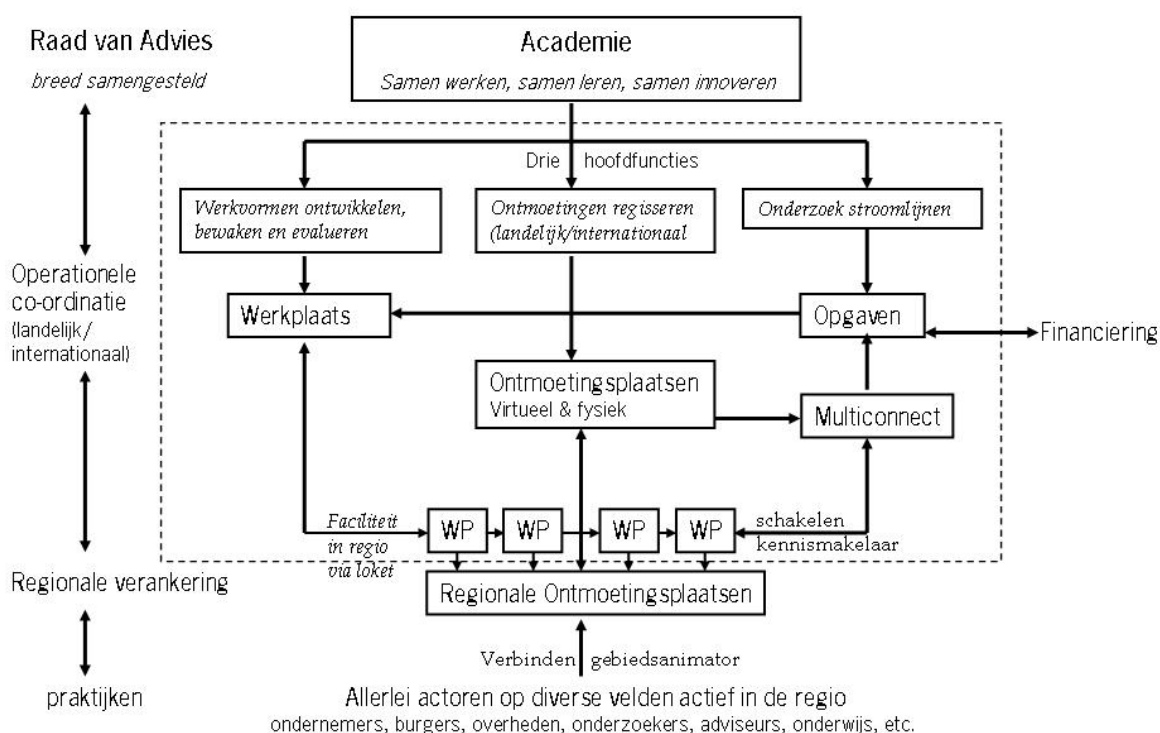 Raad van Advies
breed samengesteld
Academie
Samen werken, samen leren, samen innoveren
Drie hoofdfuncties
Werkvormen ontwikkelen,
bewaken en evalueren
Ontmoetingen regisseren
(landelijk/internationaal
Onderzoek stroomlijnen
Operationele
co-ordinatie
(landelijk/
internationaal)
Werkplaats
Opgaven
Financiering
Ontmoetingsplaatsen
Virtueel & fysiek
Multiconnect
Faciliteit
in regio
via loket
WP
WP
WP
WP
schakelen
kennismakelaar
Regionale verankering
Regionale Ontmoetingsplaatsen
Verbinden gebiedsanimator
praktijken
Allerlei actoren op diverse velden actief in de regio
ondernemers, burgers, overheden, onderzoekers, adviseurs, onderwijs, etc.